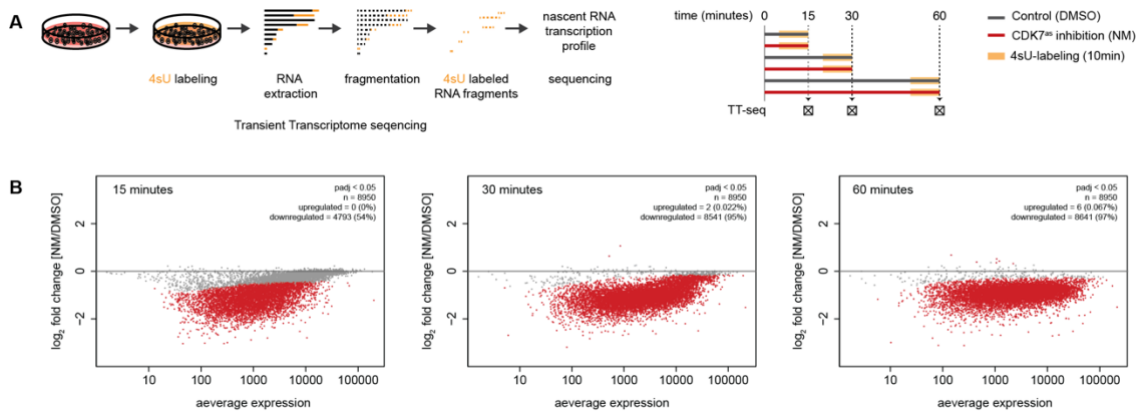 A
4sU labeling
RNA
extraction
fragmentation
4sU labeled
RNA fragments
nascent RNA
transcription
profile
sequencing
Transient Transcriptome seqencing
time (minutes)
0 15 30 60
TT-seq
Control (DMSO)
CDK7ᵃˢ inhibition (NM)
4sU-labeling (10min)
B
15 minutes
padj < 0.05
n = 8950
upregulated = 0 (0%)
downregulated = 4793 (54%)
log₂ fold change [NM/DMSO]
2
0
-2
10 100 1000 10000 100000
aeverage expression
30 minutes
padj < 0.05
n = 8950
upregulated = 2 (0.022%)
downregulated = 8541 (95%)
log₂ fold change [NM/DMSO]
2
0
-2
10 100 1000 10000 100000
aeverage expression
60 minutes
padj < 0.05
n = 8950
upregulated = 6 (0.067%)
downregulated = 8641 (97%)
log₂ fold change [NM/DMSO]
2
0
-2
10 100 1000 10000 100000
aeverage expression